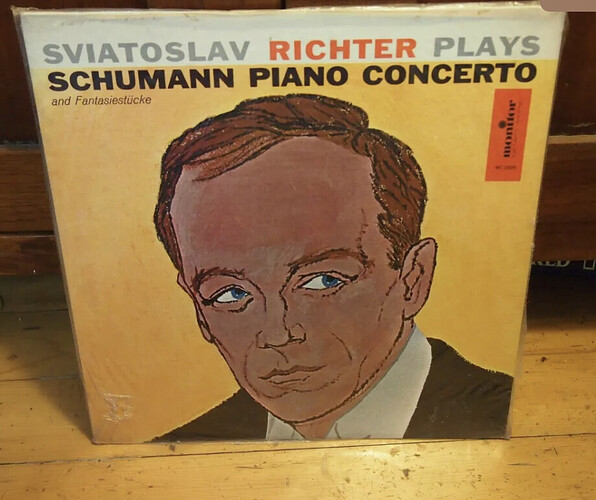 SVIATOSLAV RICHTER PLAYS
SCHUMANN PIANO CONCERTO
and Fantasiestücke
monitor